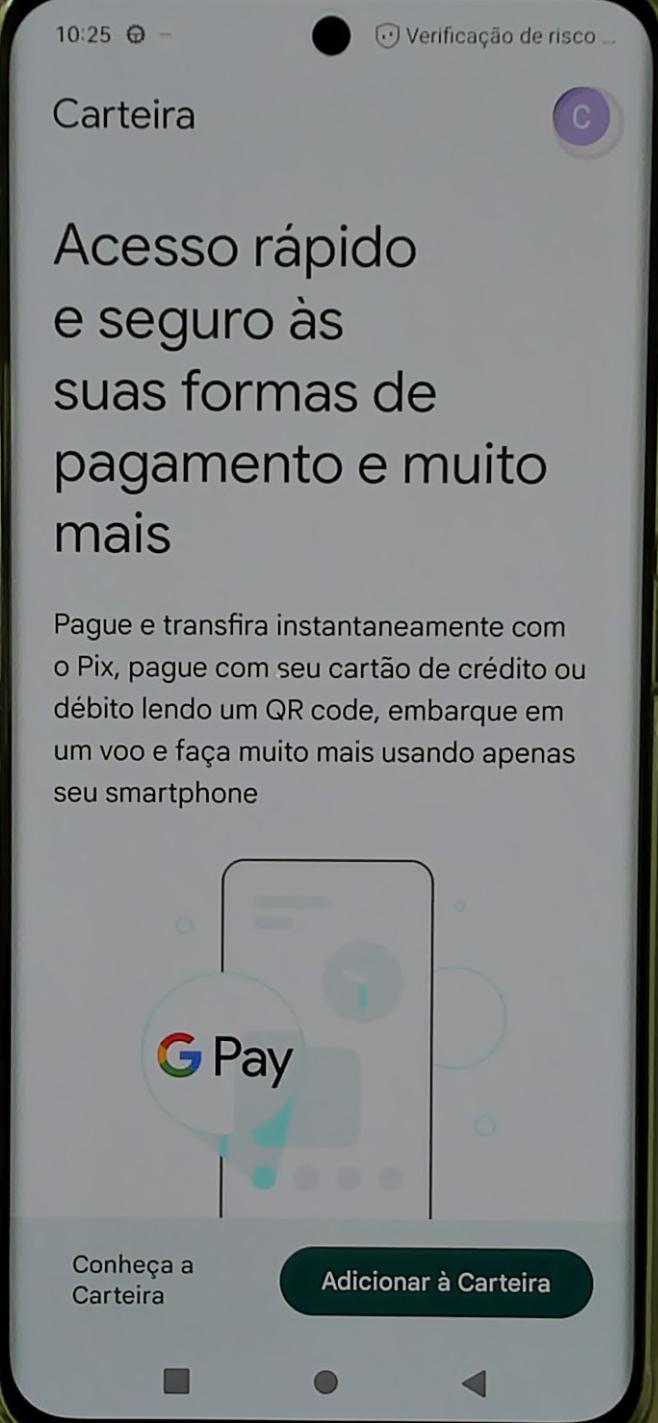 10:25
Verificação de risco ...
Carteira
C
Acesso rápido
e seguro às
suas formas de
pagamento e muito
mais
Pague e transfira instantaneamente com
o Pix, pague com seu cartão de crédito ou
débito lendo um QR code, embarque em
um voo e faça muito mais usando apenas
seu smartphone
G Pay
Conheça a
Carteira
Adicionar à Carteira